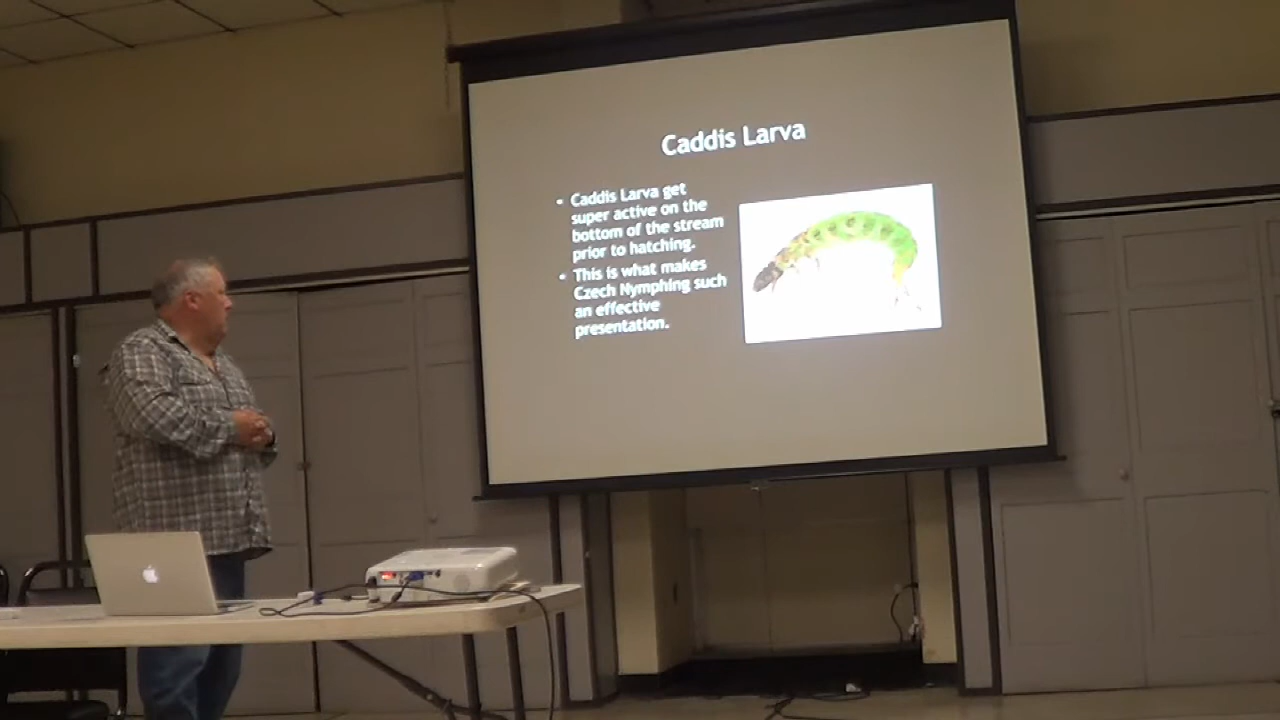 Caddis Larva
• Caddis Larva get
super active on the
bottom of the stream
prior to hatching.
• This is what makes
Czech Nymphing such
an effective
presentation.